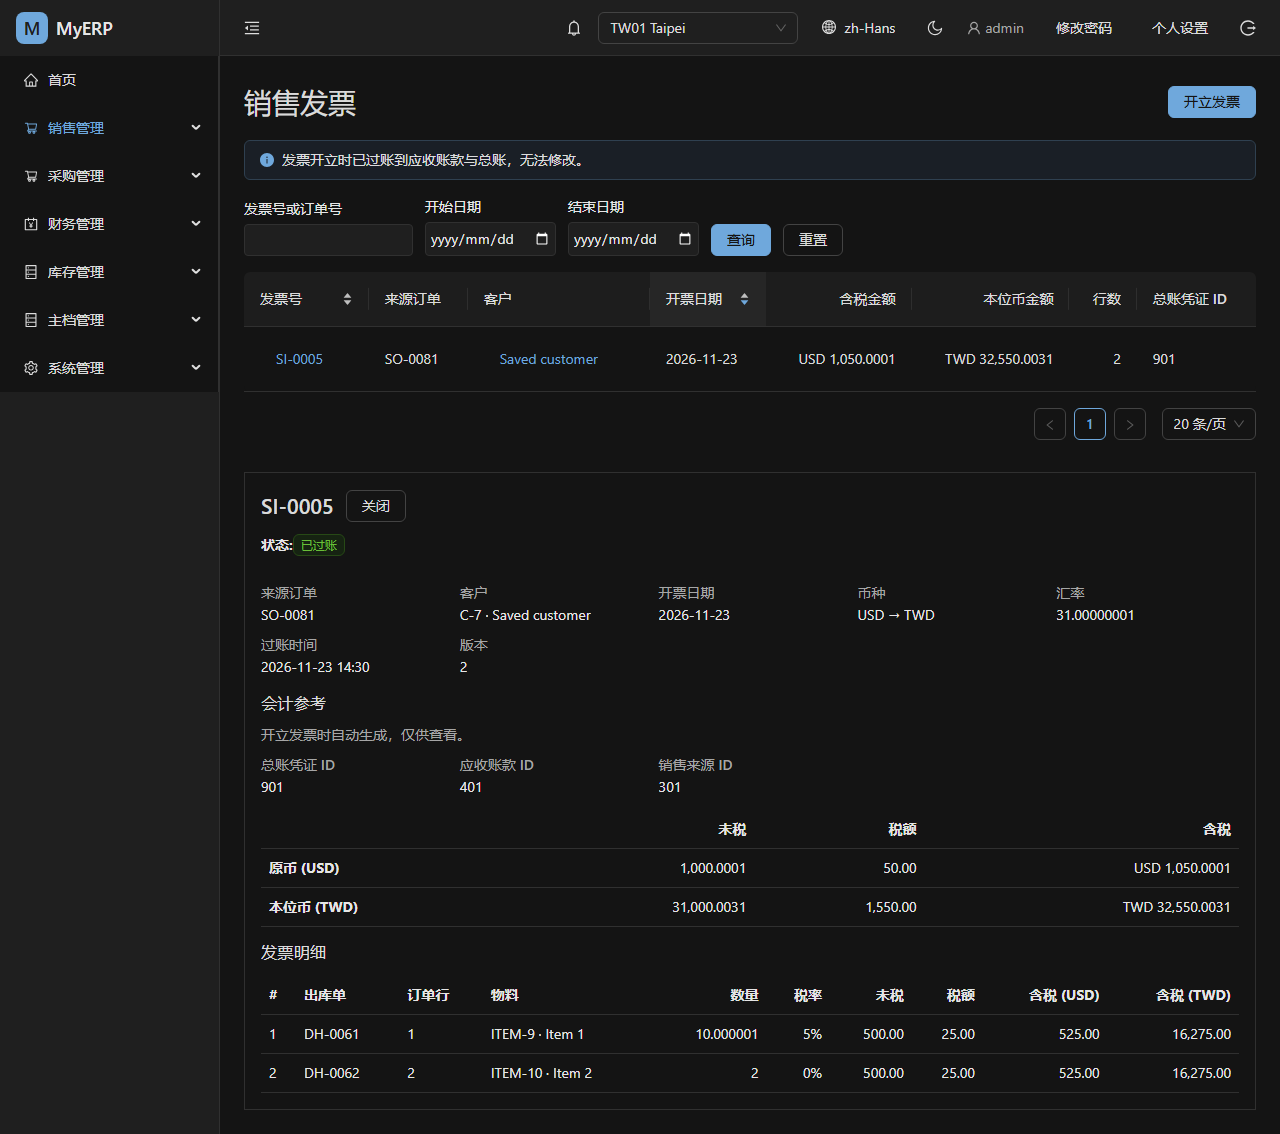 M MyERP
TW01 Taipei zh-Hans admin 修改密码 个人设置
首页
销售管理
采购管理
财务管理
库存管理
主档管理
系统管理
销售发票 开立发票
发票开立时已过账到应收账款与总账，无法修改。
发票号或订单号 开始日期 结束日期
yyyy/mm/dd yyyy/mm/dd 查询 重置
发票号 来源订单 客户 开票日期 含税金额 本位币金额 行数 总账凭证 ID
SI-0005 SO-0081 Saved customer 2026-11-23 USD 1,050.0001 TWD 32,550.0031 2 901
< 1 > 20 条/页
SI-0005 关闭
状态: 已过账
来源订单 客户 开票日期 币种 汇率
SO-0081 C-7 · Saved customer 2026-11-23 USD → TWD 31.00000001
过账时间 版本
2026-11-23 14:30 2
会计参考
开立发票时自动生成，仅供查看。
总账凭证 ID 应收账款 ID 销售来源 ID
901 401 301
未税 税额 含税
原币 (USD) 1,000.0001 50.00 USD 1,050.0001
本位币 (TWD) 31,000.0031 1,550.00 TWD 32,550.0031
发票明细
# 出库单 订单行 物料 数量 税率 未税 税额 含税 (USD) 含税 (TWD)
1 DH-0061 1 ITEM-9 · Item 1 10.000001 5% 500.00 25.00 525.00 16,275.00
2 DH-0062 2 ITEM-10 · Item 2 2 0% 500.00 25.00 525.00 16,275.00